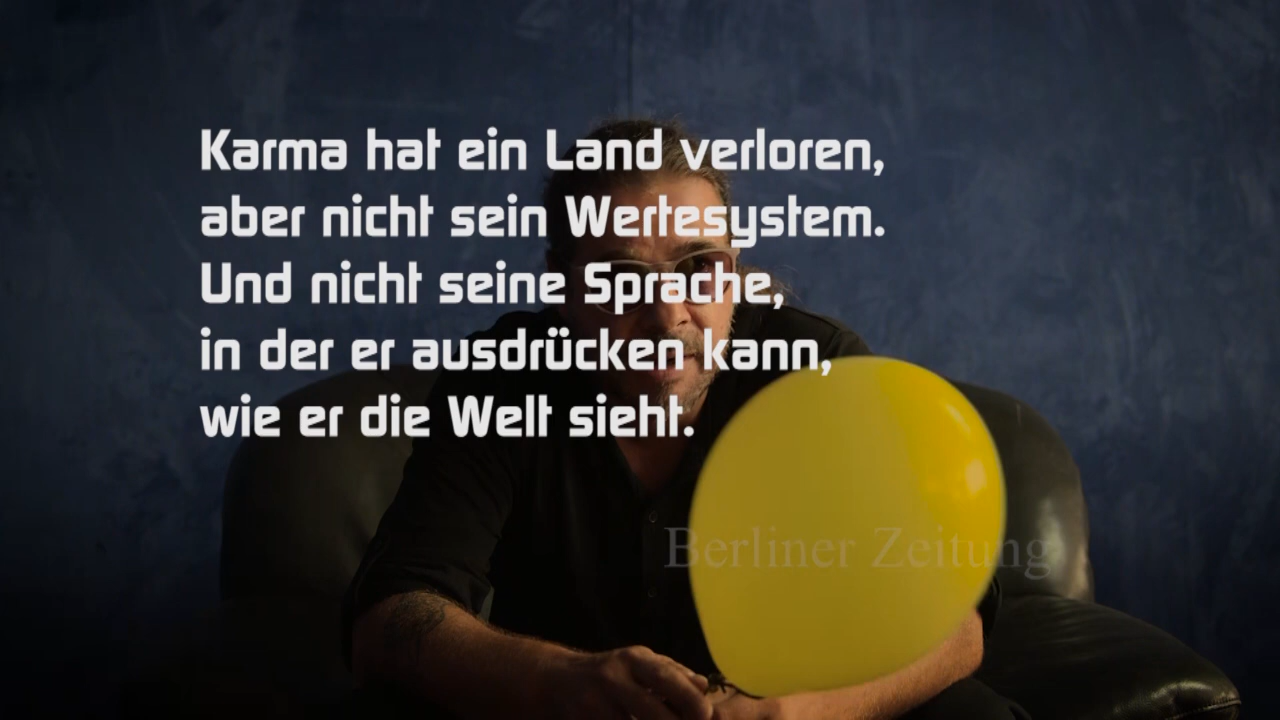 Karma hat ein Land verloren,
aber nicht sein Wertesystem.
Und nicht seine Sprache,
in der er ausdrücken kann,
wie er die Welt sieht.
Berliner Zeitung